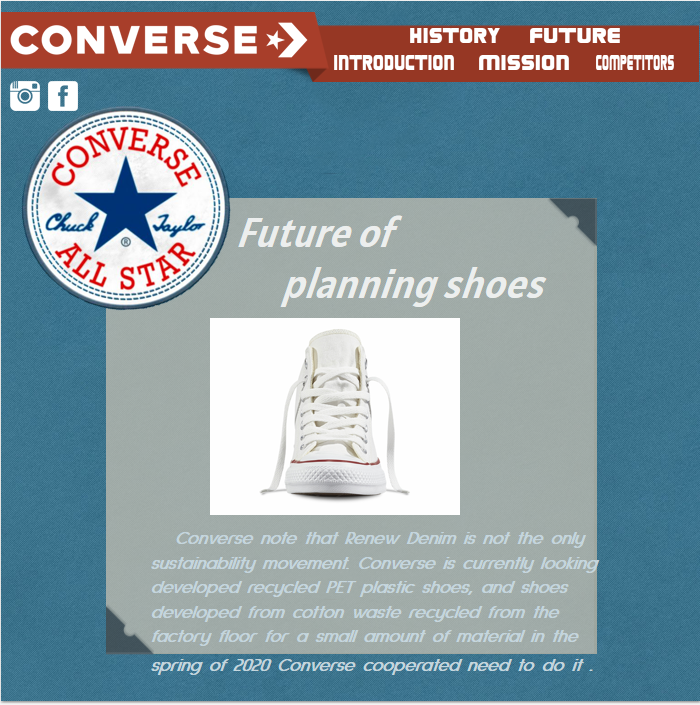 CONVERSE
HISTORY FUTURE
INTRODUCTION MISSION COMPETITORS
CONVERSE
Chuck Taylor
®
ALL STAR
Future of
planning shoes
Converse note that Renew Denim is not the only
sustainability movement. Converse is currently looking
developed recycled PET plastic shoes, and shoes
developed from cotton waste recycled from the
factory floor for a small amount of material in the
spring of 2020 Converse cooperated need to do it .